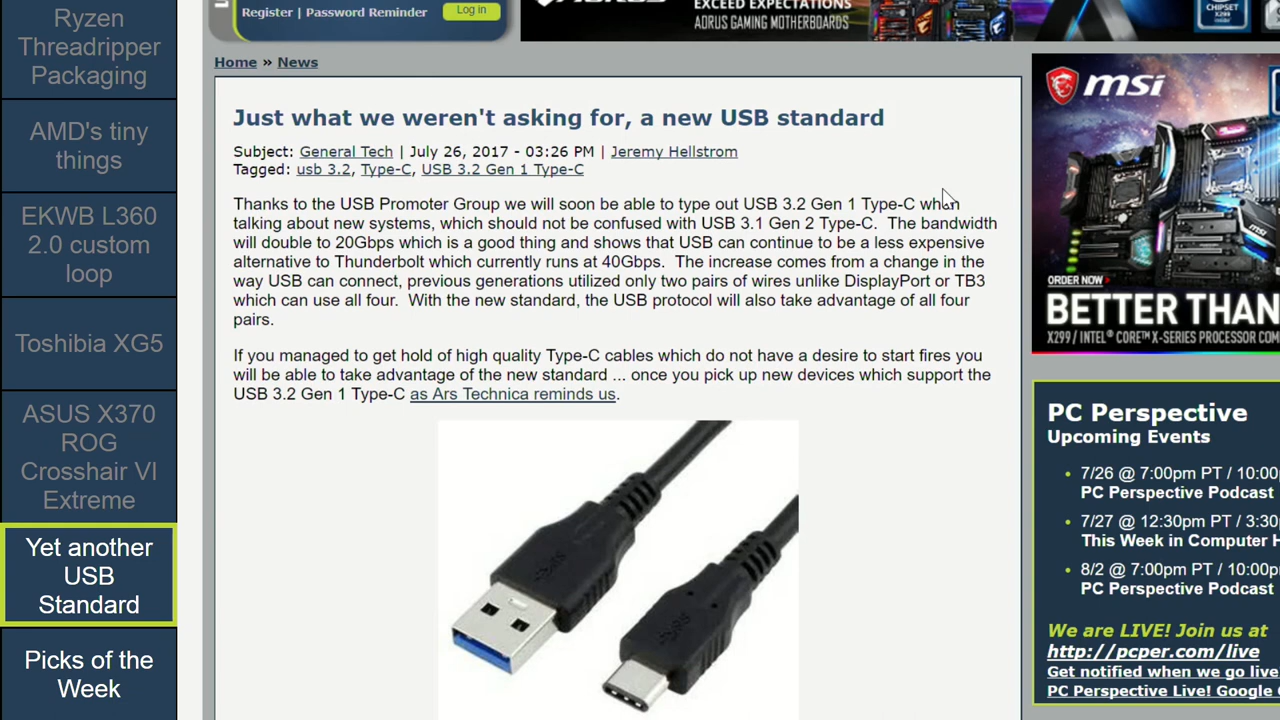 Ryzen
Threadripper
Packaging
AMD's tiny
things
EKWB L360
2.0 custom
loop
Toshibia XG5
ASUS X370
ROG
Crosshair VI
Extreme
Yet another
USB
Standard
Picks of the
Week
Register | Password Reminder
Log in
EXCEED EXPECTATIONS
AORUS GAMING MOTHERBOARDS
CHIPSET
X299
Home » News
Just what we weren't asking for, a new USB standard
Subject: General Tech | July 26, 2017 - 03:26 PM | Jeremy Hellstrom
Tagged: usb 3.2, Type-C, USB 3.2 Gen 1 Type-C
Thanks to the USB Promoter Group we will soon be able to type out USB 3.2 Gen 1 Type-C when
talking about new systems, which should not be confused with USB 3.1 Gen 2 Type-C. The bandwidth
will double to 20Gbps which is a good thing and shows that USB can continue to be a less expensive
alternative to Thunderbolt which currently runs at 40Gbps. The increase comes from a change in the
way USB can connect, previous generations utilized only two pairs of wires unlike DisplayPort or TB3
which can use all four. With the new standard, the USB protocol will also take advantage of all four
pairs.
If you managed to get hold of high quality Type-C cables which do not have a desire to start fires you
will be able to take advantage of the new standard ... once you pick up new devices which support the
USB 3.2 Gen 1 Type-C as Ars Technica reminds us.
msi
ORDER NOW
BETTER THAN
X299 / INTEL® CORE™ X-SERIES PROCESSOR COM
PC Perspective
Upcoming Events
• 7/26 @ 7:00pm PT / 10:00p
PC Perspective Podcast
• 7/27 @ 12:30pm PT / 3:30
This Week in Computer H
• 8/2 @ 7:00pm PT / 10:00pm
PC Perspective Podcast
We are LIVE! Join us at
http://pcper.com/live
Get notified when we go live
PC Perspective Live! Google C